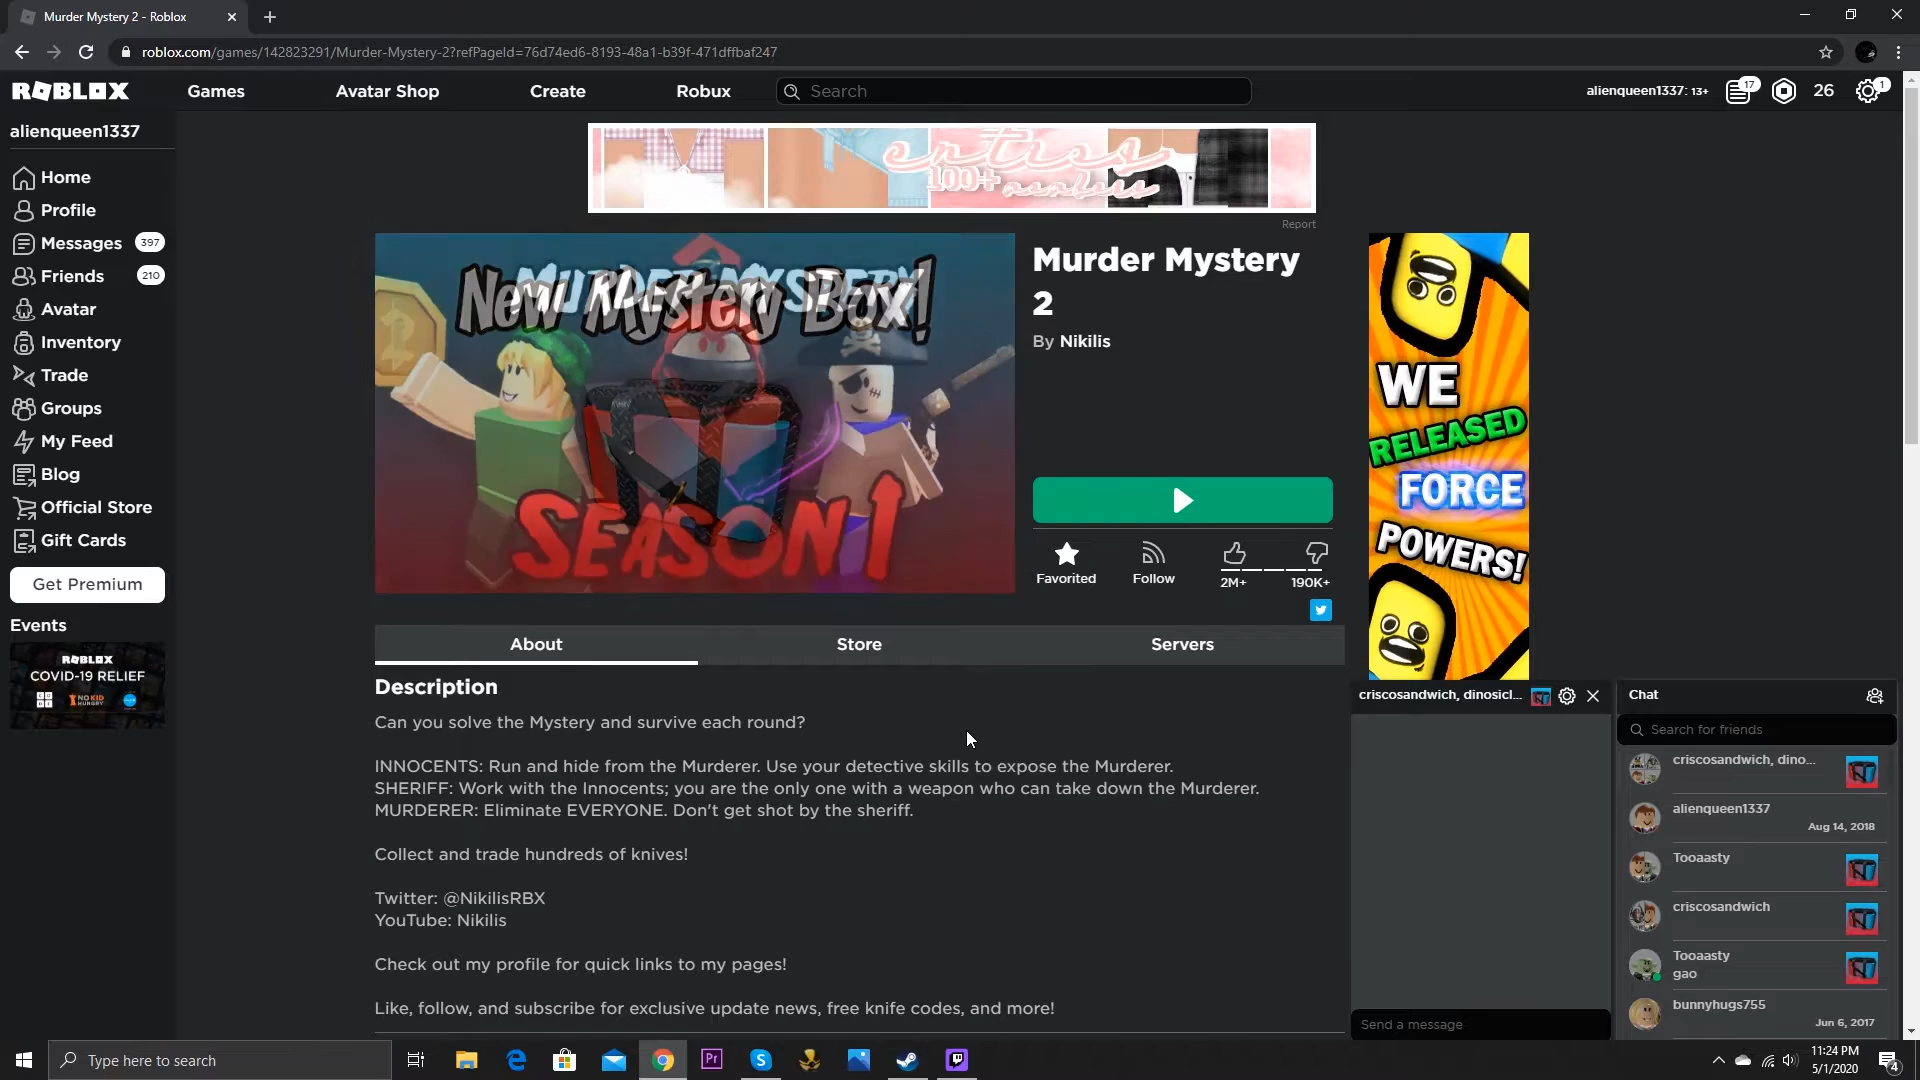 Murder Mystery 2 - Roblox
roblox.com/games/142823291/Murder-Mystery-2?refPageId=76d74ed6-8193-48a1-b39f-471dffbaf247
ROBLOX
Games
Avatar Shop
Create
Robux
Search
alienqueen1337: 13+
17
26
1
alienqueen1337
Home
Profile
Messages 397
Friends 210
Avatar
Inventory
Trade
Groups
My Feed
Blog
Official Store
Gift Cards
Get Premium
Events
ROBLOX
COVID-19 RELIEF
NO KID
HUNGRY
100+
Report
MURDER MYSTERY
New Mystery Box!
SEASON 1
Murder Mystery
2
By Nikilis
Favorited
Follow
2M+
190K+
WE
RELEASED
FORCE
POWERS!
About
Store
Servers
Description
Can you solve the Mystery and survive each round?
INNOCENTS: Run and hide from the Murderer. Use your detective skills to expose the Murderer.
SHERIFF: Work with the Innocents; you are the only one with a weapon who can take down the Murderer.
MURDERER: Eliminate EVERYONE. Don't get shot by the sheriff.
Collect and trade hundreds of knives!
Twitter: @NikilisRBX
YouTube: Nikilis
Check out my profile for quick links to my pages!
Like, follow, and subscribe for exclusive update news, free knife codes, and more!
criscosandwich, dinosicl...
Send a message
Chat
Search for friends
criscosandwich, dino...
alienqueen1337
Aug 14, 2018
Tooaasty
criscosandwich
Tooaasty
gao
bunnyhugs755
Jun 6, 2017
Type here to search
Pr
11:24 PM
5/1/2020
4